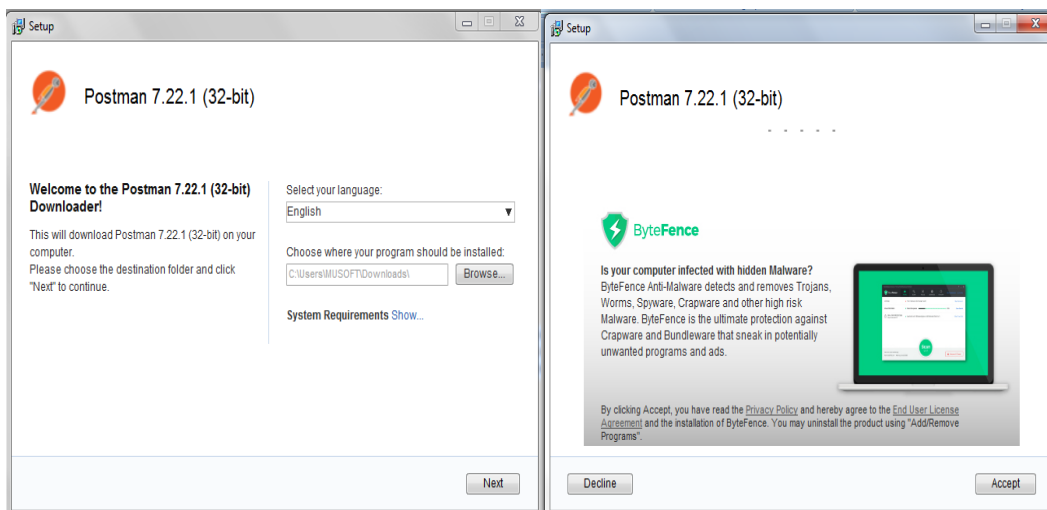 Setup
Postman 7.22.1 (32-bit)
Welcome to the Postman 7.22.1 (32-bit)
Downloader!
This will download Postman 7.22.1 (32-bit) on your
computer.
Please choose the destination folder and click
"Next" to continue.
Select your language:
English
Choose where your program should be installed:
C:\Users\MUSOFT\Downloads\
Browse...
System Requirements Show...
Next
Setup
Postman 7.22.1 (32-bit)
ByteFence
Is your computer infected with hidden Malware?
ByteFence Anti-Malware detects and removes Trojans,
Worms, Spyware, Crapware and other high risk
Malware. ByteFence is the ultimate protection against
Crapware and Bundleware that sneak in potentially
unwanted programs and ads.
By clicking Accept, you have read the Privacy Policy and hereby agree to the End User License
Agreement and the installation of ByteFence. You may uninstall the product using "Add/Remove
Programs".
Decline
Accept